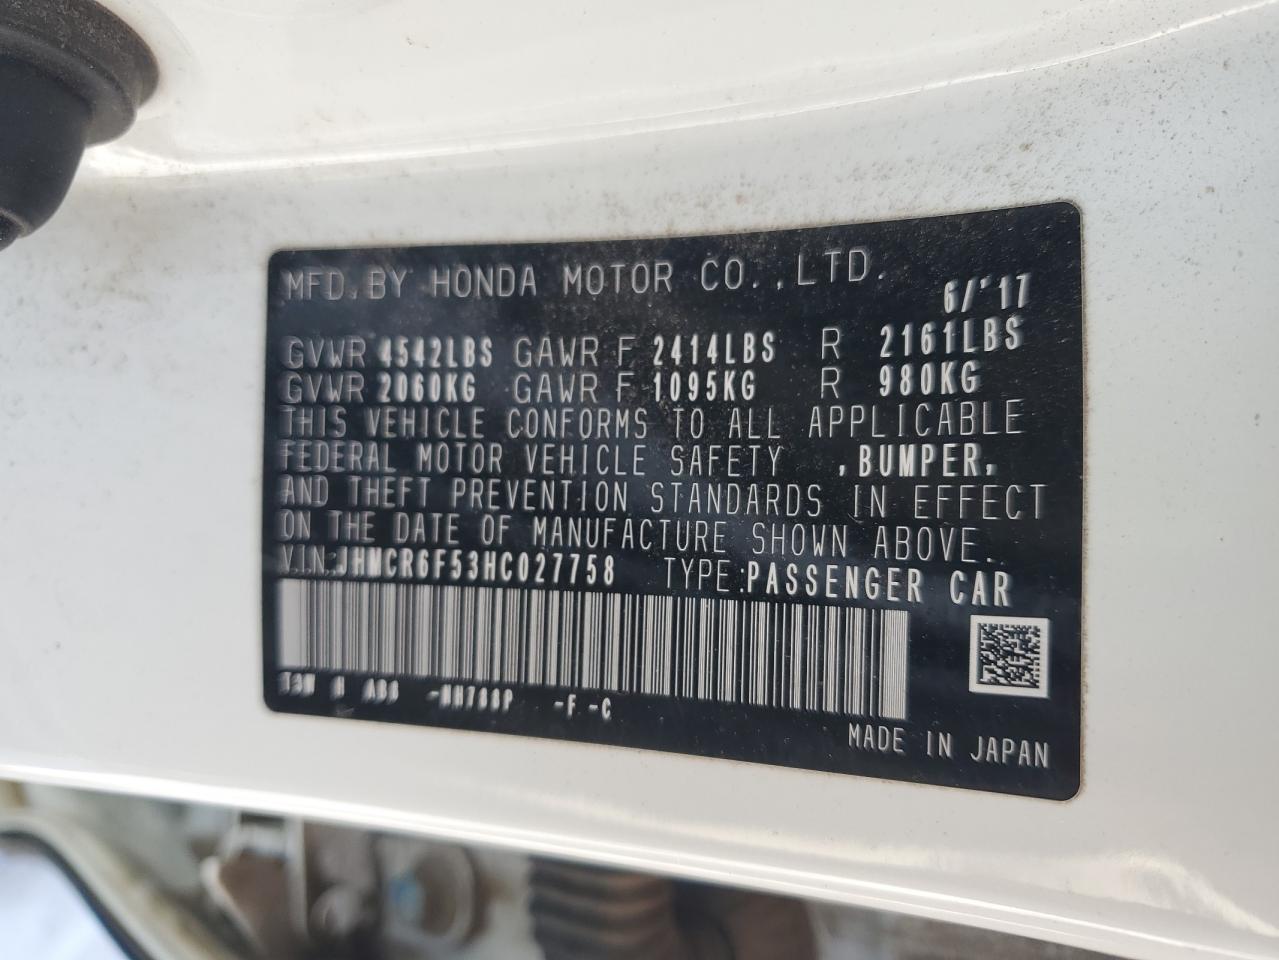 MFD. BY HONDA MOTOR CO., LTD. 6/'17
GVWR 4542LBS GAWR F 2414LBS R 2161LBS
GVWR 2060KG GAWR F 1095KG R 980KG
THIS VEHICLE CONFORMS TO ALL APPLICABLE
FEDERAL MOTOR VEHICLE SAFETY ,BUMPER,
AND THEFT PREVENTION STANDARDS IN EFFECT
ON THE DATE OF MANUFACTURE SHOWN ABOVE.
V.I.N.:JHMCR6F53HC027758 TYPE:PASSENGER CAR
-NH788P -F -C
MADE IN JAPAN